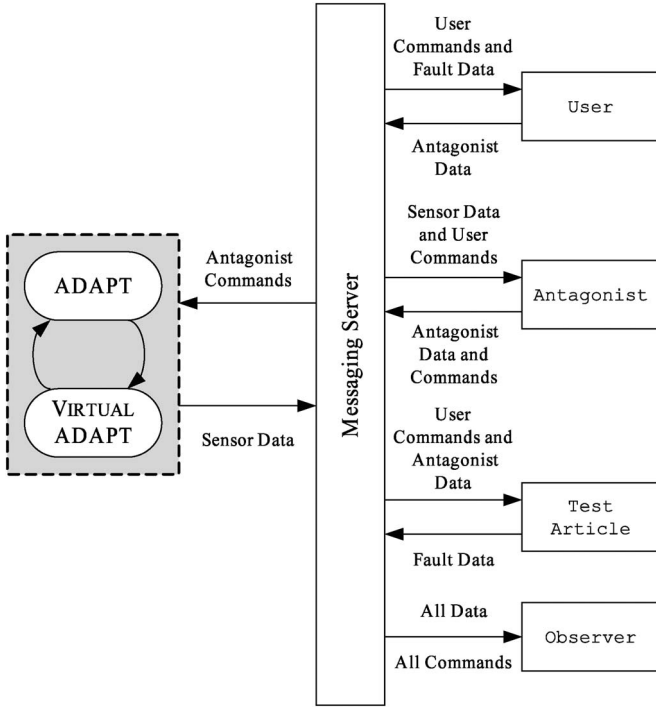 ADAPT
VIRTUAL
ADAPT
Antagonist
Commands
Sensor Data
Messaging Server
User
Commands and
Fault Data
User
Antagonist
Data
Sensor Data
and User
Commands
Antagonist
Antagonist
Data and
Commands
User
Commands and
Antagonist
Data
Test
Article
Fault Data
All Data
Observer
All Commands